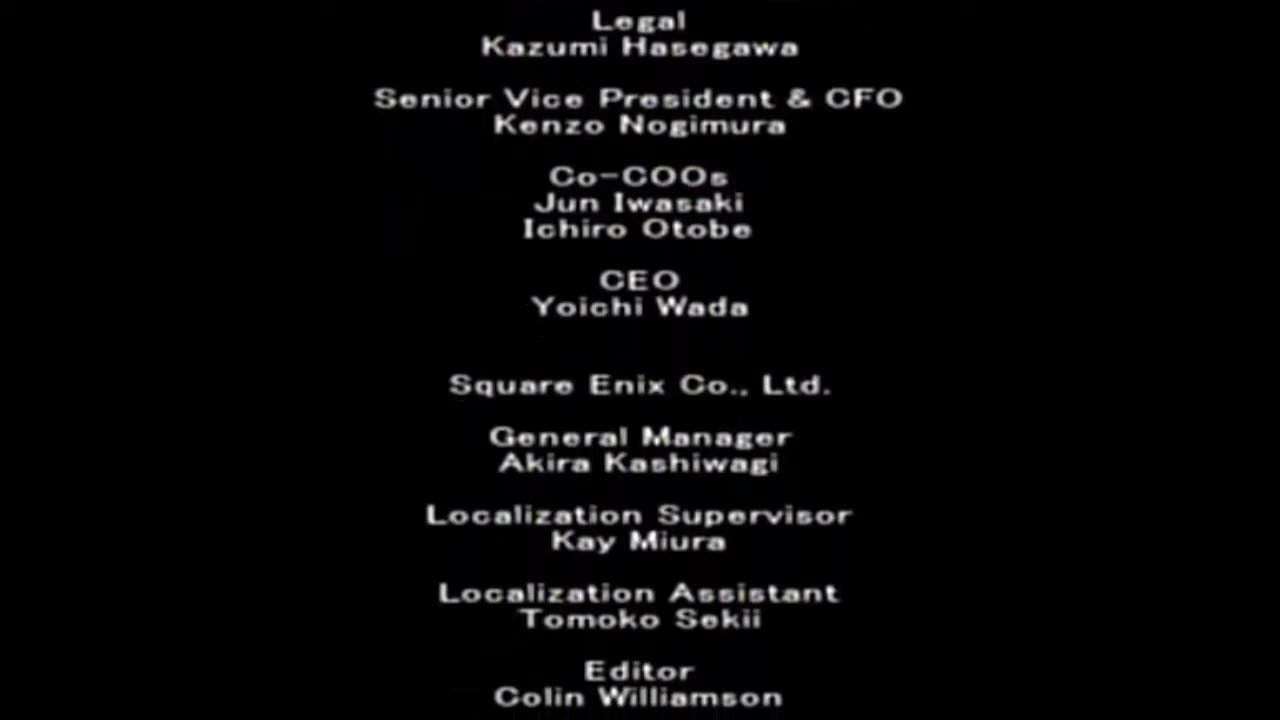 Legal
Kazumi Hasegawa
Senior Vice President & CFO
Kenzo Nogimura
Co-COOs
Jun Iwasaki
Ichiro Otobe
CEO
Yoichi Wada
Square Enix Co., Ltd.
General Manager
Akira Kashiwagi
Localization Supervisor
Kay Miura
Localization Assistant
Tomoko Sekii
Editor
Colin Williamson